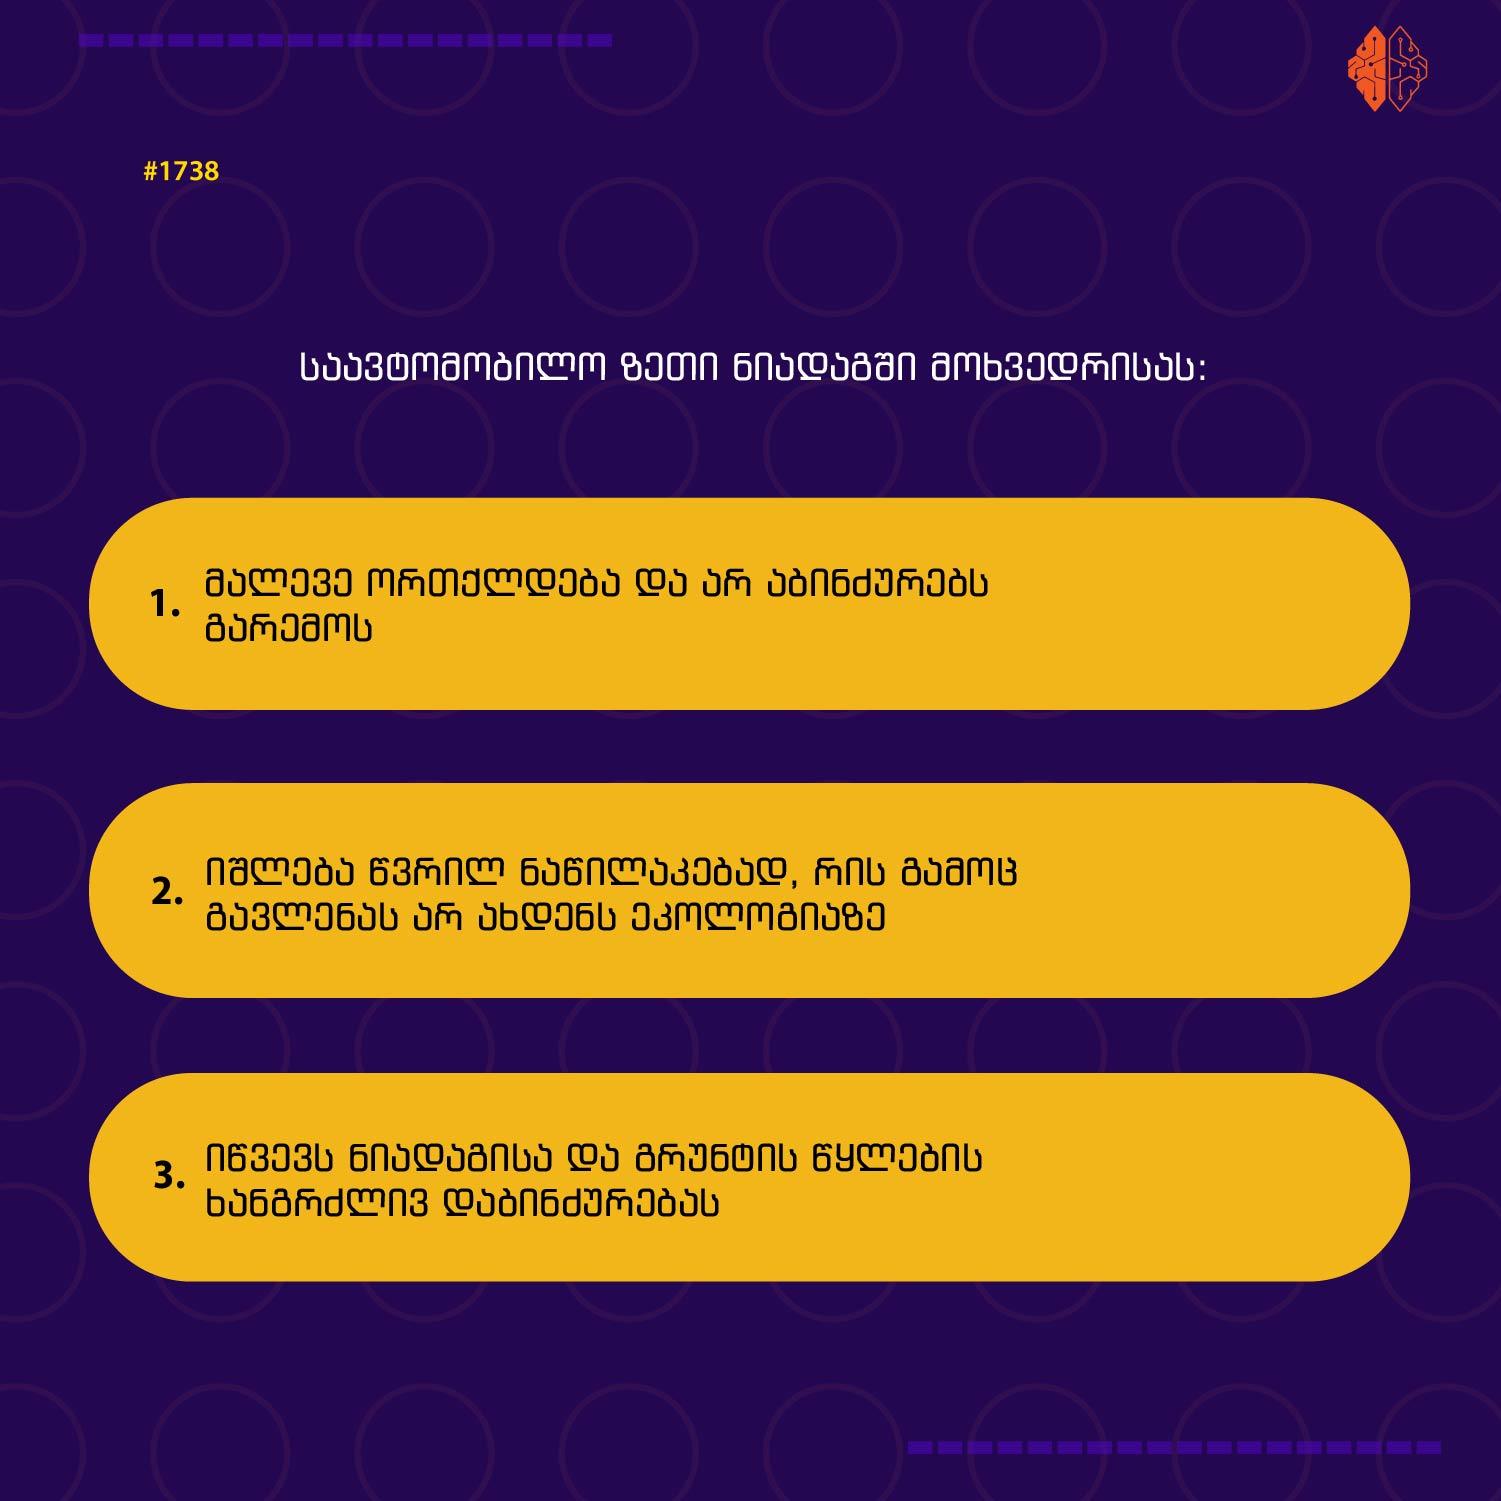 #1738
საავტომობილო ზეთი ნიადაგში მოხვედრისას:
1. მალევე ორთქლდება და არ აბინძურებს
გარემოს
2. იშლება წვრილ ნაწილაკებად, რის გამოც
გავლენას არ ახდენს ეკოლოგიაზე
3. იწვევს ნიადაგისა და გრუნტის წყლების
ხანგრძლივ დაბინძურებას